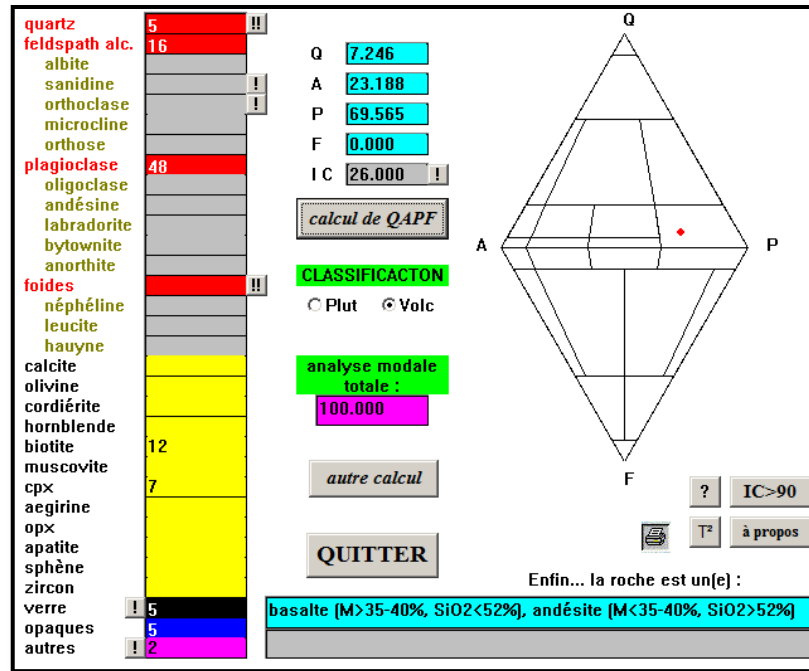 quartz 5 !!
feldspath alc. 16
albite
sanidine !
orthoclase !
microcline
orthose
plagioclase 48
oligoclase
andésine
labradorite
bytownite
anorthite
foides !!
néphéline
leucite
hauyne
calcite
olivine
cordiérite
hornblende
biotite 12
muscovite
cpx 7
aegirine
opx
apatite
sphène
zircon
verre ! 5
opaques 5
autres ! 2
Q 7.246
A 23.188
P 69.565
F 0.000
I C 26.000 !
calcul de QAPF
CLASSIFICACTON
Plut Volc
analyse modale
totale :
100.000
autre calcul
QUITTER
Q
A P
F
? IC>90
T² à propos
Enfin... la roche est un(e) :
basalte (M>35-40%, SiO2<52%), andésite (M<35-40%, SiO2>52%)